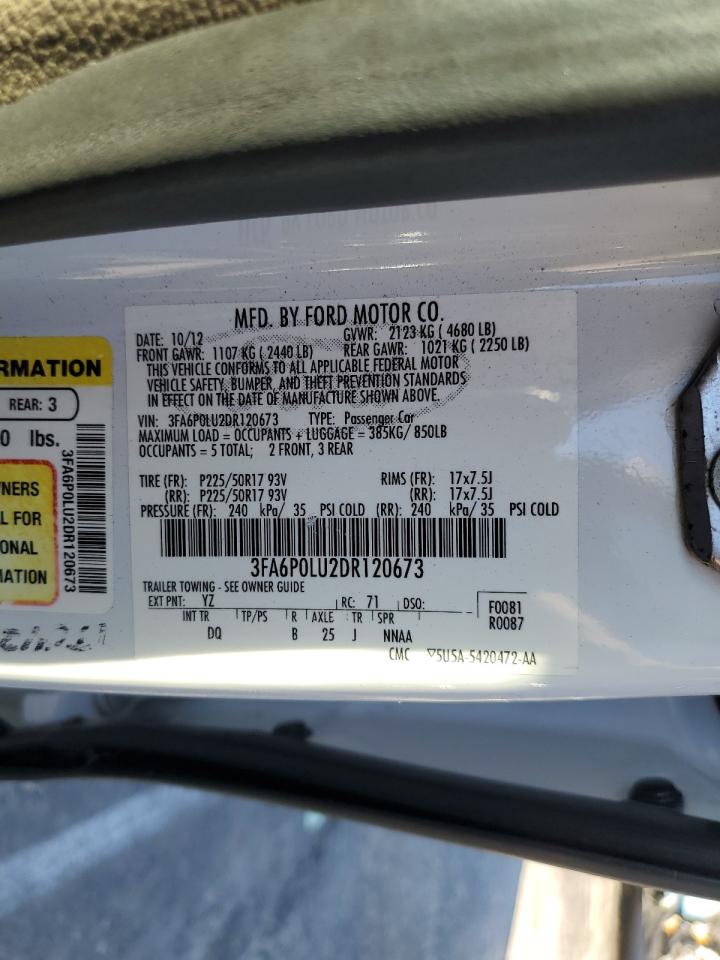 MFD. BY FORD MOTOR CO.
DATE: 10/12 GVWR: 2123 KG ( 4680 LB)
FRONT GAWR: 1107 KG ( 2440 LB) REAR GAWR: 1021 KG ( 2250 LB)
THIS VEHICLE CONFORMS TO ALL APPLICABLE FEDERAL MOTOR
VEHICLE SAFETY, BUMPER, AND THEFT PREVENTION STANDARDS
IN EFFECT ON THE DATE OF MANUFACTURE SHOWN ABOVE.
VIN: 3FA6P0LU2DR120673 TYPE: Passenger Car
MAXIMUM LOAD = OCCUPANTS + LUGGAGE = 385KG/ 850LB
OCCUPANTS = 5 TOTAL; 2 FRONT, 3 REAR
TIRE (FR): P225/50R17 93V RIMS (FR): 17x7.5J
(RR): P225/50R17 93V (RR): 17x7.5J
PRESSURE (FR): 240 kPa/ 35 PSI COLD (RR): 240 kPa/ 35 PSI COLD
3FA6P0LU2DR120673
TRAILER TOWING - SEE OWNER GUIDE
EXT PNT: YZ RC: 71 DSO: F0081
INT TR TP/PS R AXLE TR SPR R0087
DQ B 25 J NNAA
CMC ▽5U5A-5420472-AA
RMATION
REAR: 3
0 lbs.
WNERS
L FOR
ONAL
MATION
3FA6P0LU2DR120673